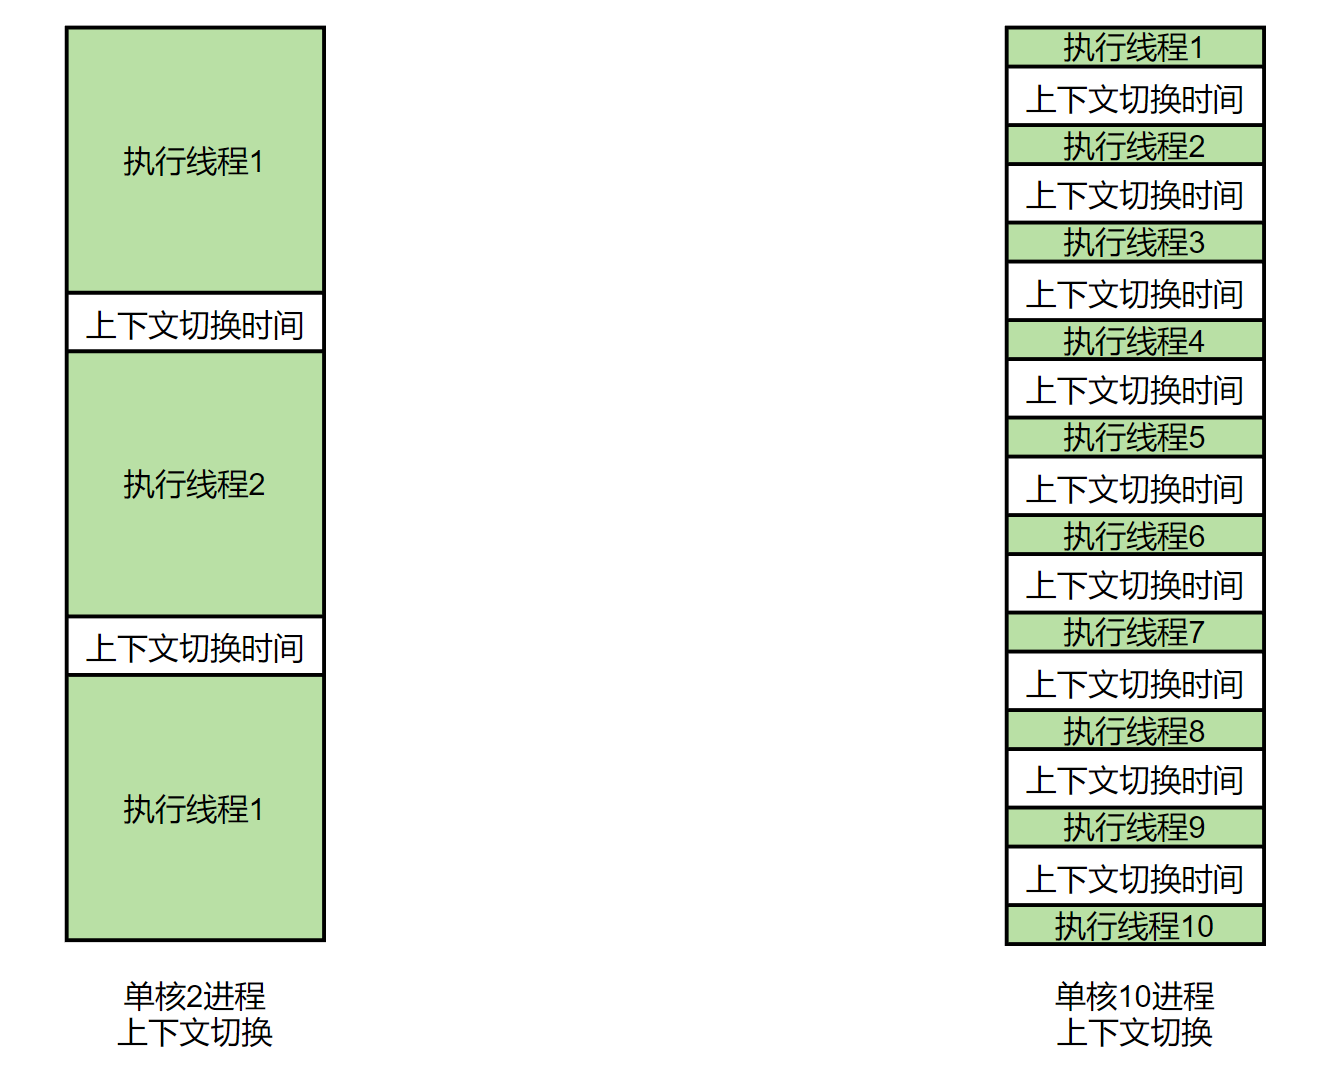 执行线程1
上下文切换时间
执行线程2
上下文切换时间
执行线程1
单核2进程
上下文切换
执行线程1
上下文切换时间
执行线程2
上下文切换时间
执行线程3
上下文切换时间
执行线程4
上下文切换时间
执行线程5
上下文切换时间
执行线程6
上下文切换时间
执行线程7
上下文切换时间
执行线程8
上下文切换时间
执行线程9
上下文切换时间
执行线程10
单核10进程
上下文切换